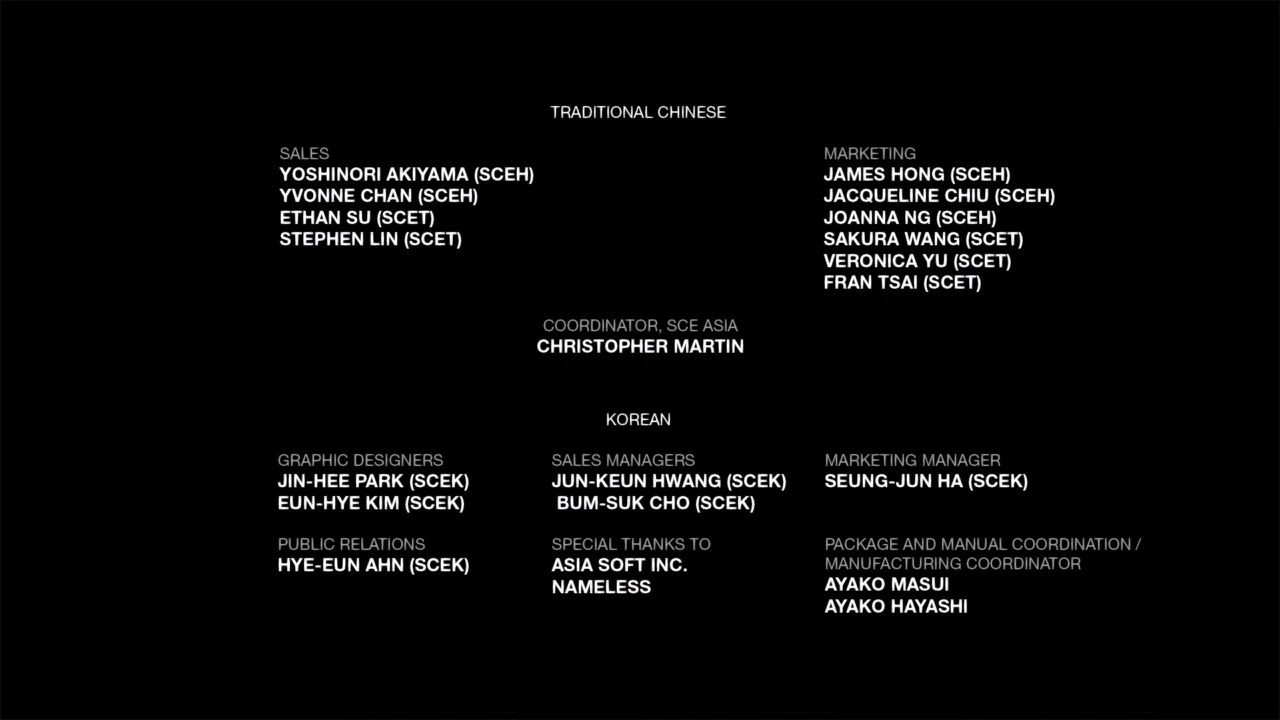 TRADITIONAL CHINESE
SALES
YOSHINORI AKIYAMA (SCEH)
YVONNE CHAN (SCEH)
ETHAN SU (SCET)
STEPHEN LIN (SCET)
MARKETING
JAMES HONG (SCEH)
JACQUELINE CHIU (SCEH)
JOANNA NG (SCEH)
SAKURA WANG (SCET)
VERONICA YU (SCET)
FRAN TSAI (SCET)
COORDINATOR, SCE ASIA
CHRISTOPHER MARTIN
KOREAN
GRAPHIC DESIGNERS
JIN-HEE PARK (SCEK)
EUN-HYE KIM (SCEK)
SALES MANAGERS
JUN-KEUN HWANG (SCEK)
BUM-SUK CHO (SCEK)
MARKETING MANAGER
SEUNG-JUN HA (SCEK)
PUBLIC RELATIONS
HYE-EUN AHN (SCEK)
SPECIAL THANKS TO
ASIA SOFT INC.
NAMELESS
PACKAGE AND MANUAL COORDINATION /
MANUFACTURING COORDINATOR
AYAKO MASUI
AYAKO HAYASHI